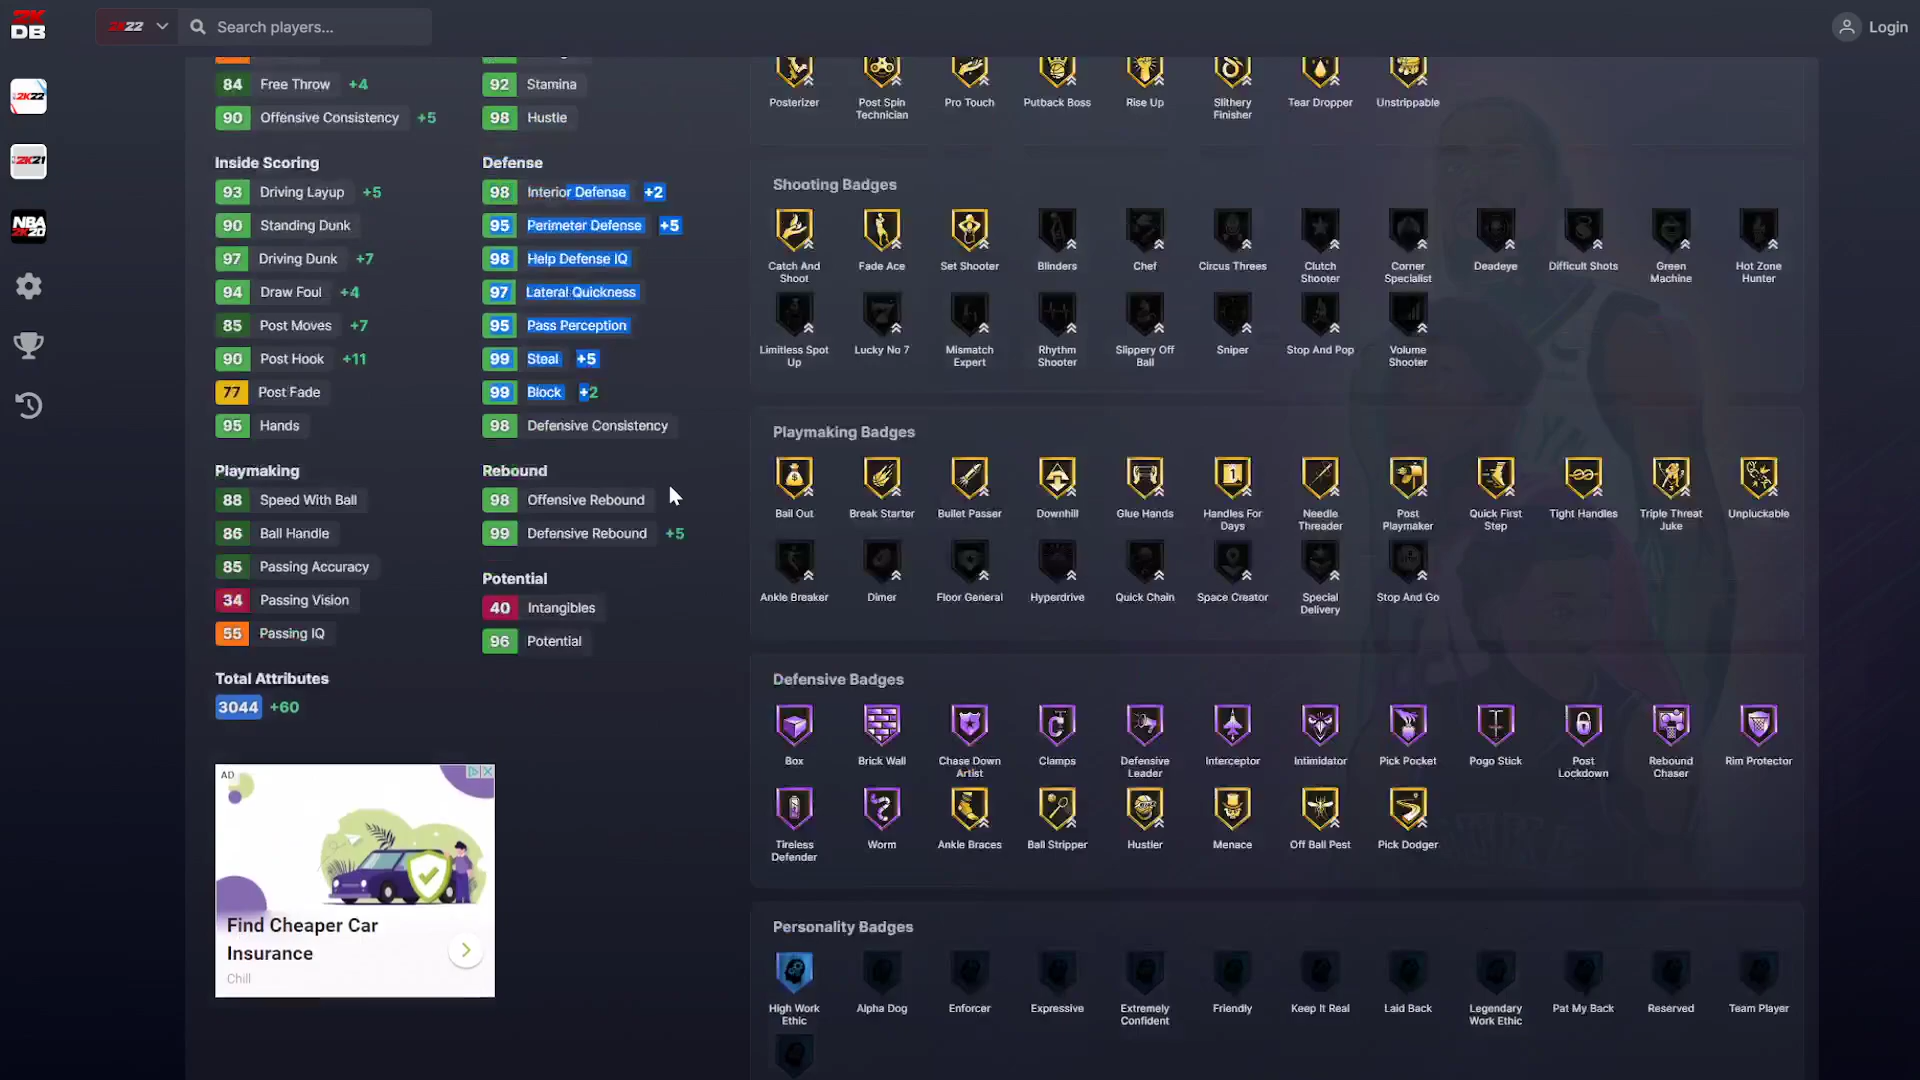 2K
DB
2K22
Search players...
Login
2K22
2K21
NBA
2K20
84 Free Throw +4
90 Offensive Consistency +5
92 Stamina
98 Hustle
Inside Scoring
93 Driving Layup +5
90 Standing Dunk
97 Driving Dunk +7
94 Draw Foul +4
85 Post Moves +7
90 Post Hook +11
77 Post Fade
95 Hands
Defense
98 Interior Defense +2
95 Perimeter Defense +5
98 Help Defense IQ
97 Lateral Quickness
95 Pass Perception
99 Steal +5
99 Block +2
98 Defensive Consistency
Playmaking
88 Speed With Ball
86 Ball Handle
85 Passing Accuracy
34 Passing Vision
55 Passing IQ
Rebound
98 Offensive Rebound
99 Defensive Rebound +5
Potential
40 Intangibles
96 Potential
Total Attributes
3044 +60
AD
Find Cheaper Car
Insurance
Chill
Posterizer
Post Spin
Technician
Pro Touch
Putback Boss
Rise Up
Slithery
Finisher
Tear Dropper
Unstrippable
Shooting Badges
Catch And
Shoot
Fade Ace
Set Shooter
Blinders
Chef
Circus Threes
Clutch
Shooter
Corner
Specialist
Deadeye
Difficult Shots
Green
Machine
Hot Zone
Hunter
Limitless Spot
Up
Lucky No 7
Mismatch
Expert
Rhythm
Shooter
Slippery Off
Ball
Sniper
Stop And Pop
Volume
Shooter
Playmaking Badges
Bail Out
Break Starter
Bullet Passer
Downhill
Glue Hands
Handles For
Days
Needle
Threader
Post
Playmaker
Quick First
Step
Tight Handles
Triple Threat
Juke
Unpluckable
Ankle Breaker
Dimer
Floor General
Hyperdrive
Quick Chain
Space Creator
Special
Delivery
Stop And Go
Defensive Badges
Box
Brick Wall
Chase Down
Artist
Clamps
Defensive
Leader
Interceptor
Intimidator
Pick Pocket
Pogo Stick
Post
Lockdown
Rebound
Chaser
Rim Protector
Tireless
Defender
Worm
Ankle Braces
Ball Stripper
Hustler
Menace
Off Ball Pest
Pick Dodger
Personality Badges
High Work
Ethic
Alpha Dog
Enforcer
Expressive
Extremely
Confident
Friendly
Keep It Real
Laid Back
Legendary
Work Ethic
Pat My Back
Reserved
Team Player